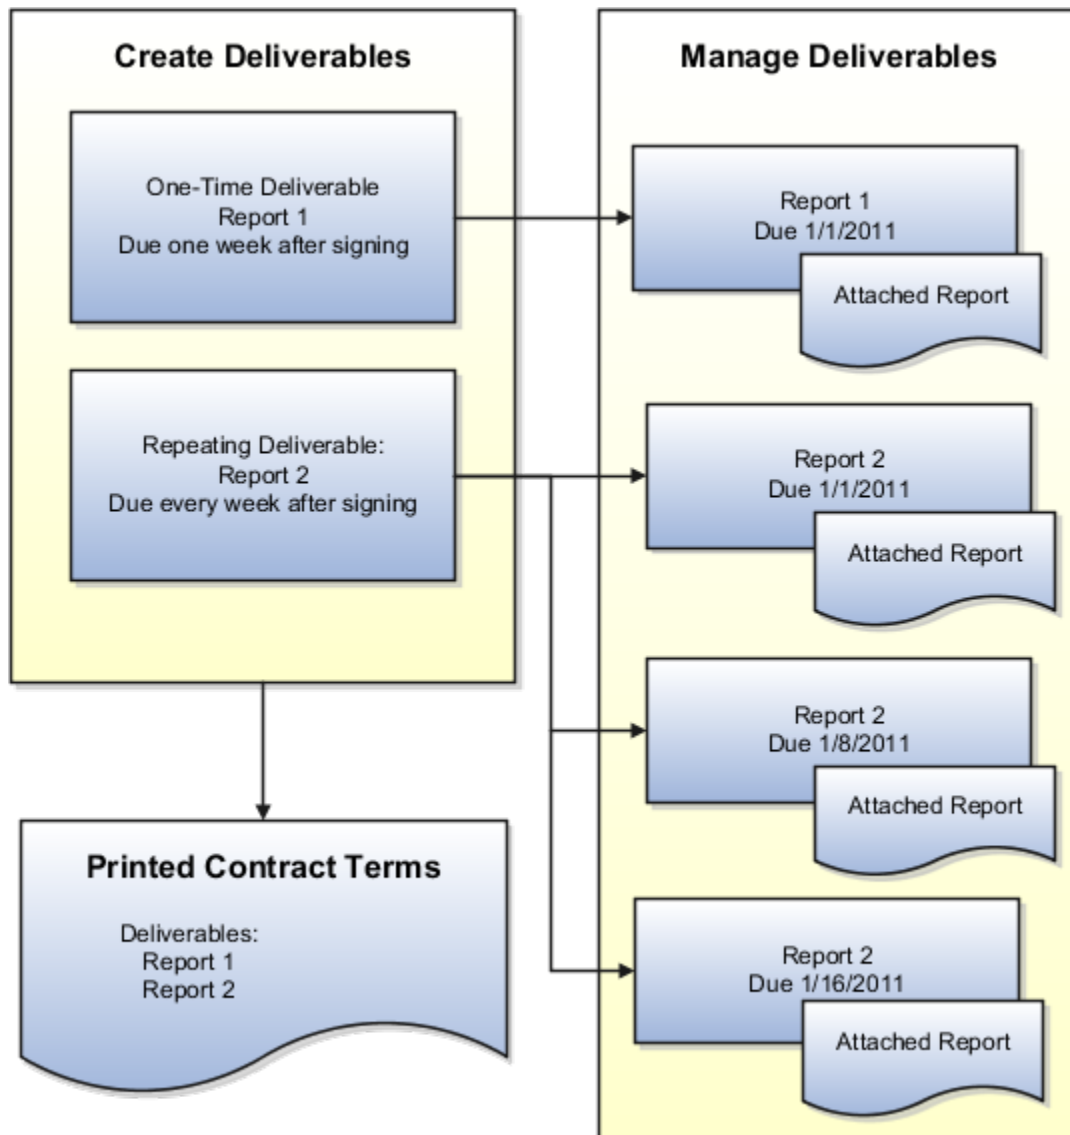 Create Deliverables
One-Time Deliverable
Report 1
Due one week after signing
Repeating Deliverable:
Report 2
Due every week after signing
Printed Contract Terms
Deliverables:
Report 1
Report 2
Manage Deliverables
Report 1
Due 1/1/2011
Attached Report
Report 2
Due 1/1/2011
Attached Report
Report 2
Due 1/8/2011
Attached Report
Report 2
Due 1/16/2011
Attached Report